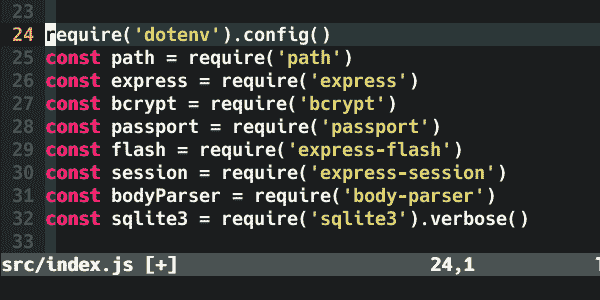 23
24 require('dotenv').config()
25 const path = require('path')
26 const express = require('express')
27 const bcrypt = require('bcrypt')
28 const passport = require('passport')
29 const flash = require('express-flash')
30 const session = require('express-session')
31 const bodyParser = require('body-parser')
32 const sqlite3 = require('sqlite3').verbose()
33
src/index.js [+] 24,1